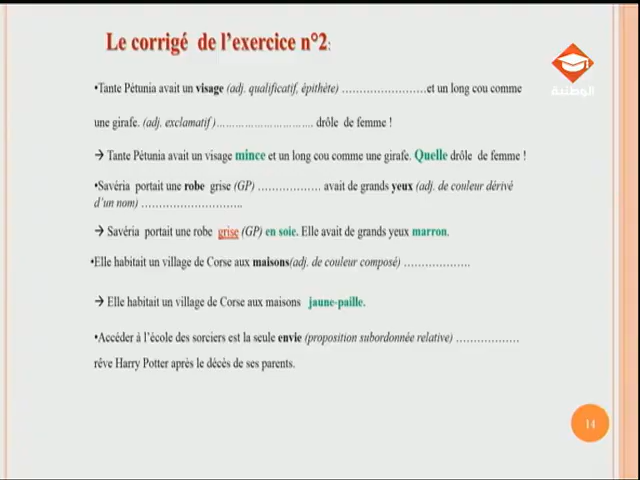 Le corrigé de l'exercice n°2:
الوطنية
•Tante Pétunia avait un visage (adj. qualificatif, épithète) ……………………et un long cou comme
une girafe. (adj. exclamatif)………………………. drôle de femme !
→ Tante Pétunia avait un visage mince et un long cou comme une girafe. Quelle drôle de femme !
•Savéria portait une robe grise (GP) ……………… avait de grands yeux (adj. de couleur dérivé
d'un nom) ……………………..
→ Savéria portait une robe grise (GP) en soie. Elle avait de grands yeux marron.
•Elle habitait un village de Corse aux maisons(adj. de couleur composé) ……………….
→ Elle habitait un village de Corse aux maisons jaune-paille.
•Accéder à l'école des sorciers est la seule envie (proposition subordonnée relative) ………………
rêve Harry Potter après le décès de ses parents.
14